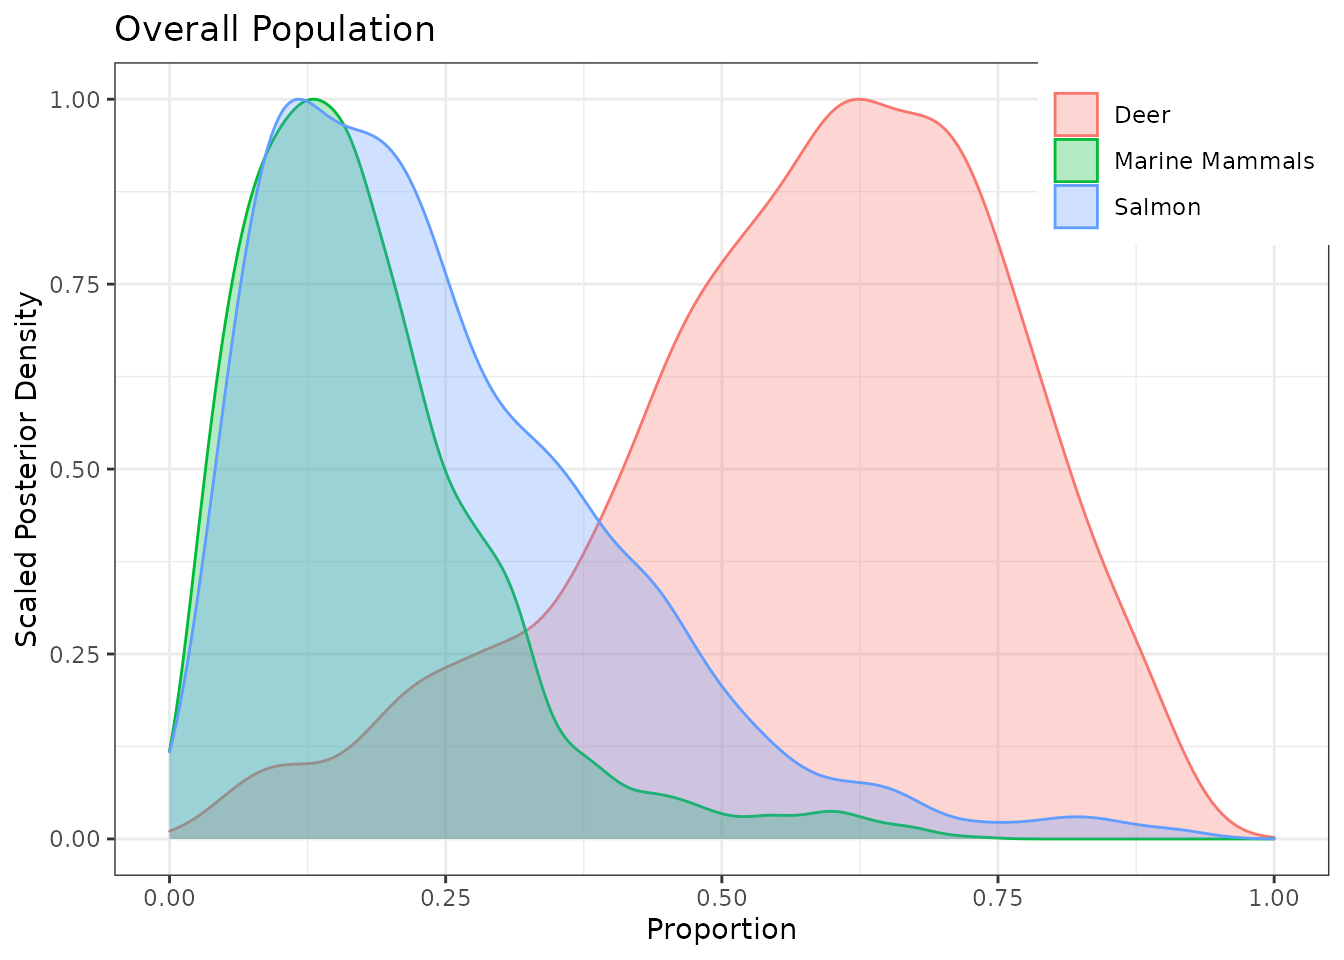 Overall Population
Deer
Marine Mammals
Salmon
Scaled Posterior Density
1.00
0.75
0.50
0.25
0.00
0.00 0.25 0.50 0.75 1.00
Proportion